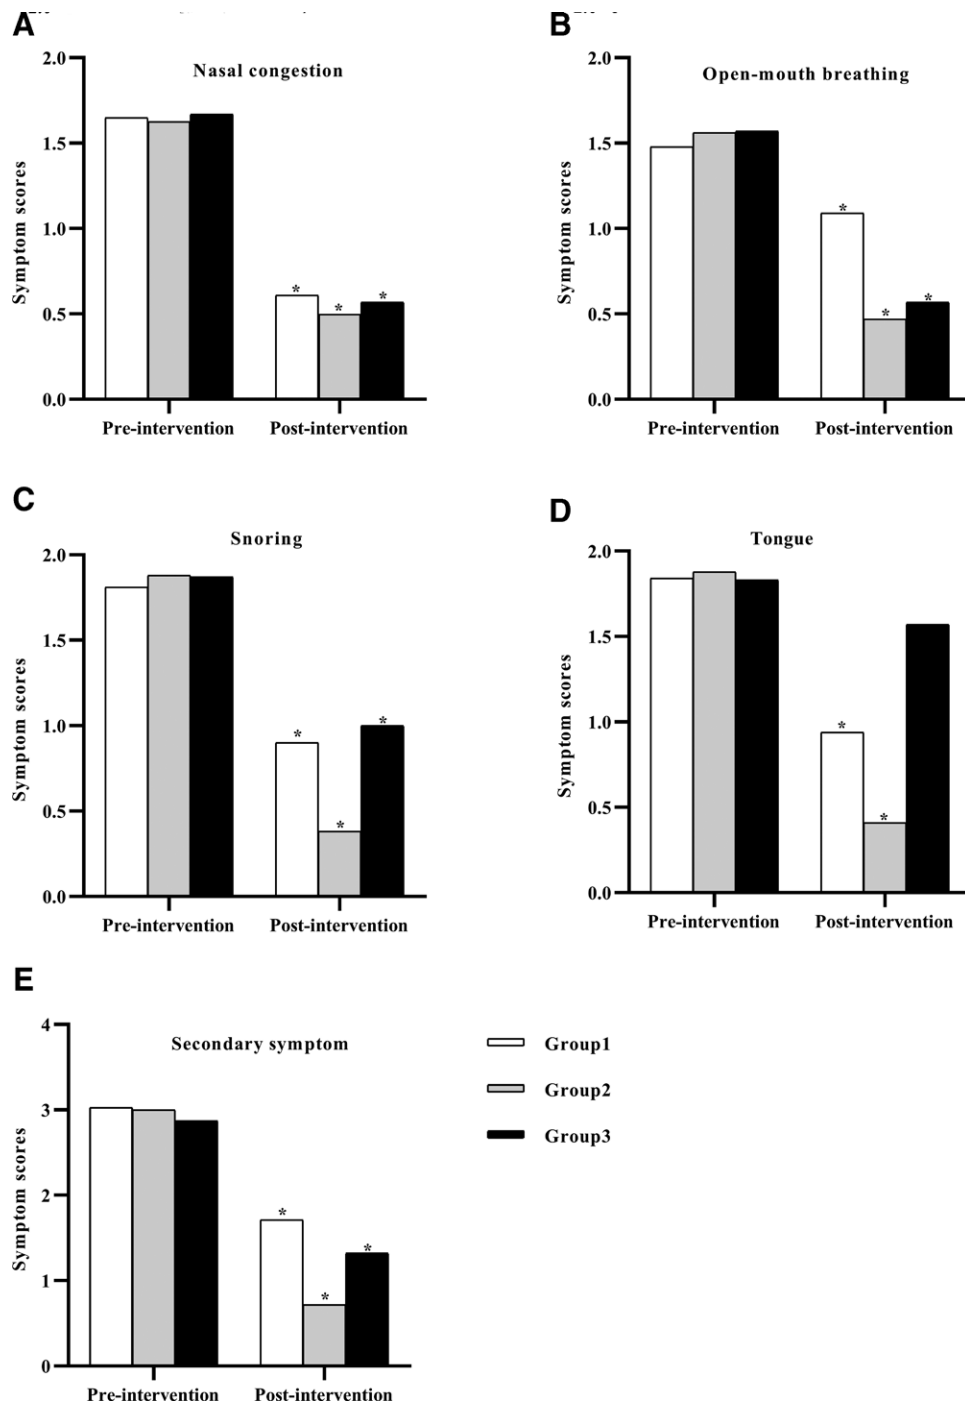 A
Nasal congestion
Symptom scores
2.0
1.5
1.0
0.5
0.0
* * *
Pre-intervention Post-intervention
B
Open-mouth breathing
Symptom scores
2.0
1.5
1.0
0.5
0.0
* * *
Pre-intervention Post-intervention
C
Snoring
Symptom scores
2.0
1.5
1.0
0.5
0.0
* * *
Pre-intervention Post-intervention
D
Tongue
Symptom scores
2.0
1.5
1.0
0.5
0.0
* *
Pre-intervention Post-intervention
E
Secondary symptom
Symptom scores
4
3
2
1
0
* * *
Pre-intervention Post-intervention
Group1
Group2
Group3